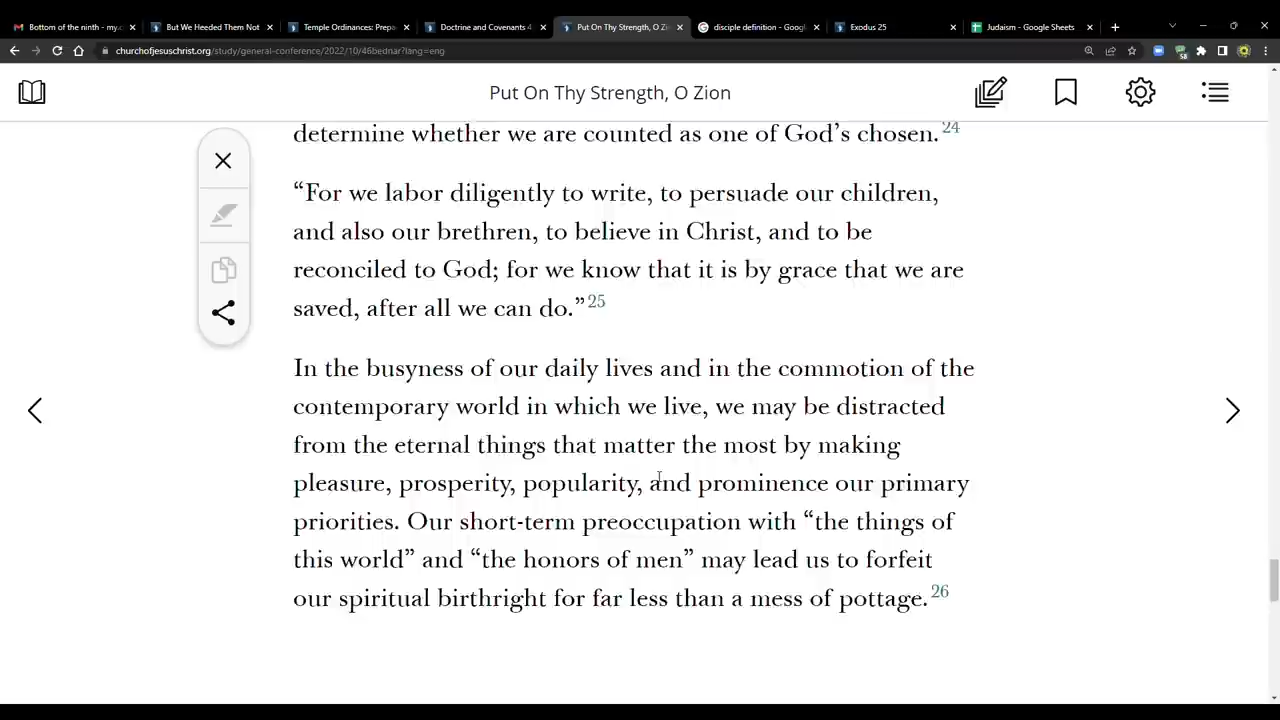 Bottom of the ninth - my.c
But We Heeded Them Not
Temple Ordinances: Prepa
Doctrine and Covenants 4
Put On Thy Strength, O Zi
disciple definition - Googl
Exodus 25
Judaism - Google Sheets
churchofjesuschrist.org/study/general-conference/2022/10/46bednar?lang=eng
58
Put On Thy Strength, O Zion
determine whether we are counted as one of God’s chosen.24
“For we labor diligently to write, to persuade our children,
and also our brethren, to believe in Christ, and to be
reconciled to God; for we know that it is by grace that we are
saved, after all we can do.”25
In the busyness of our daily lives and in the commotion of the
contemporary world in which we live, we may be distracted
from the eternal things that matter the most by making
pleasure, prosperity, popularity, and prominence our primary
priorities. Our short-term preoccupation with “the things of
this world” and “the honors of men” may lead us to forfeit
our spiritual birthright for far less than a mess of pottage.26